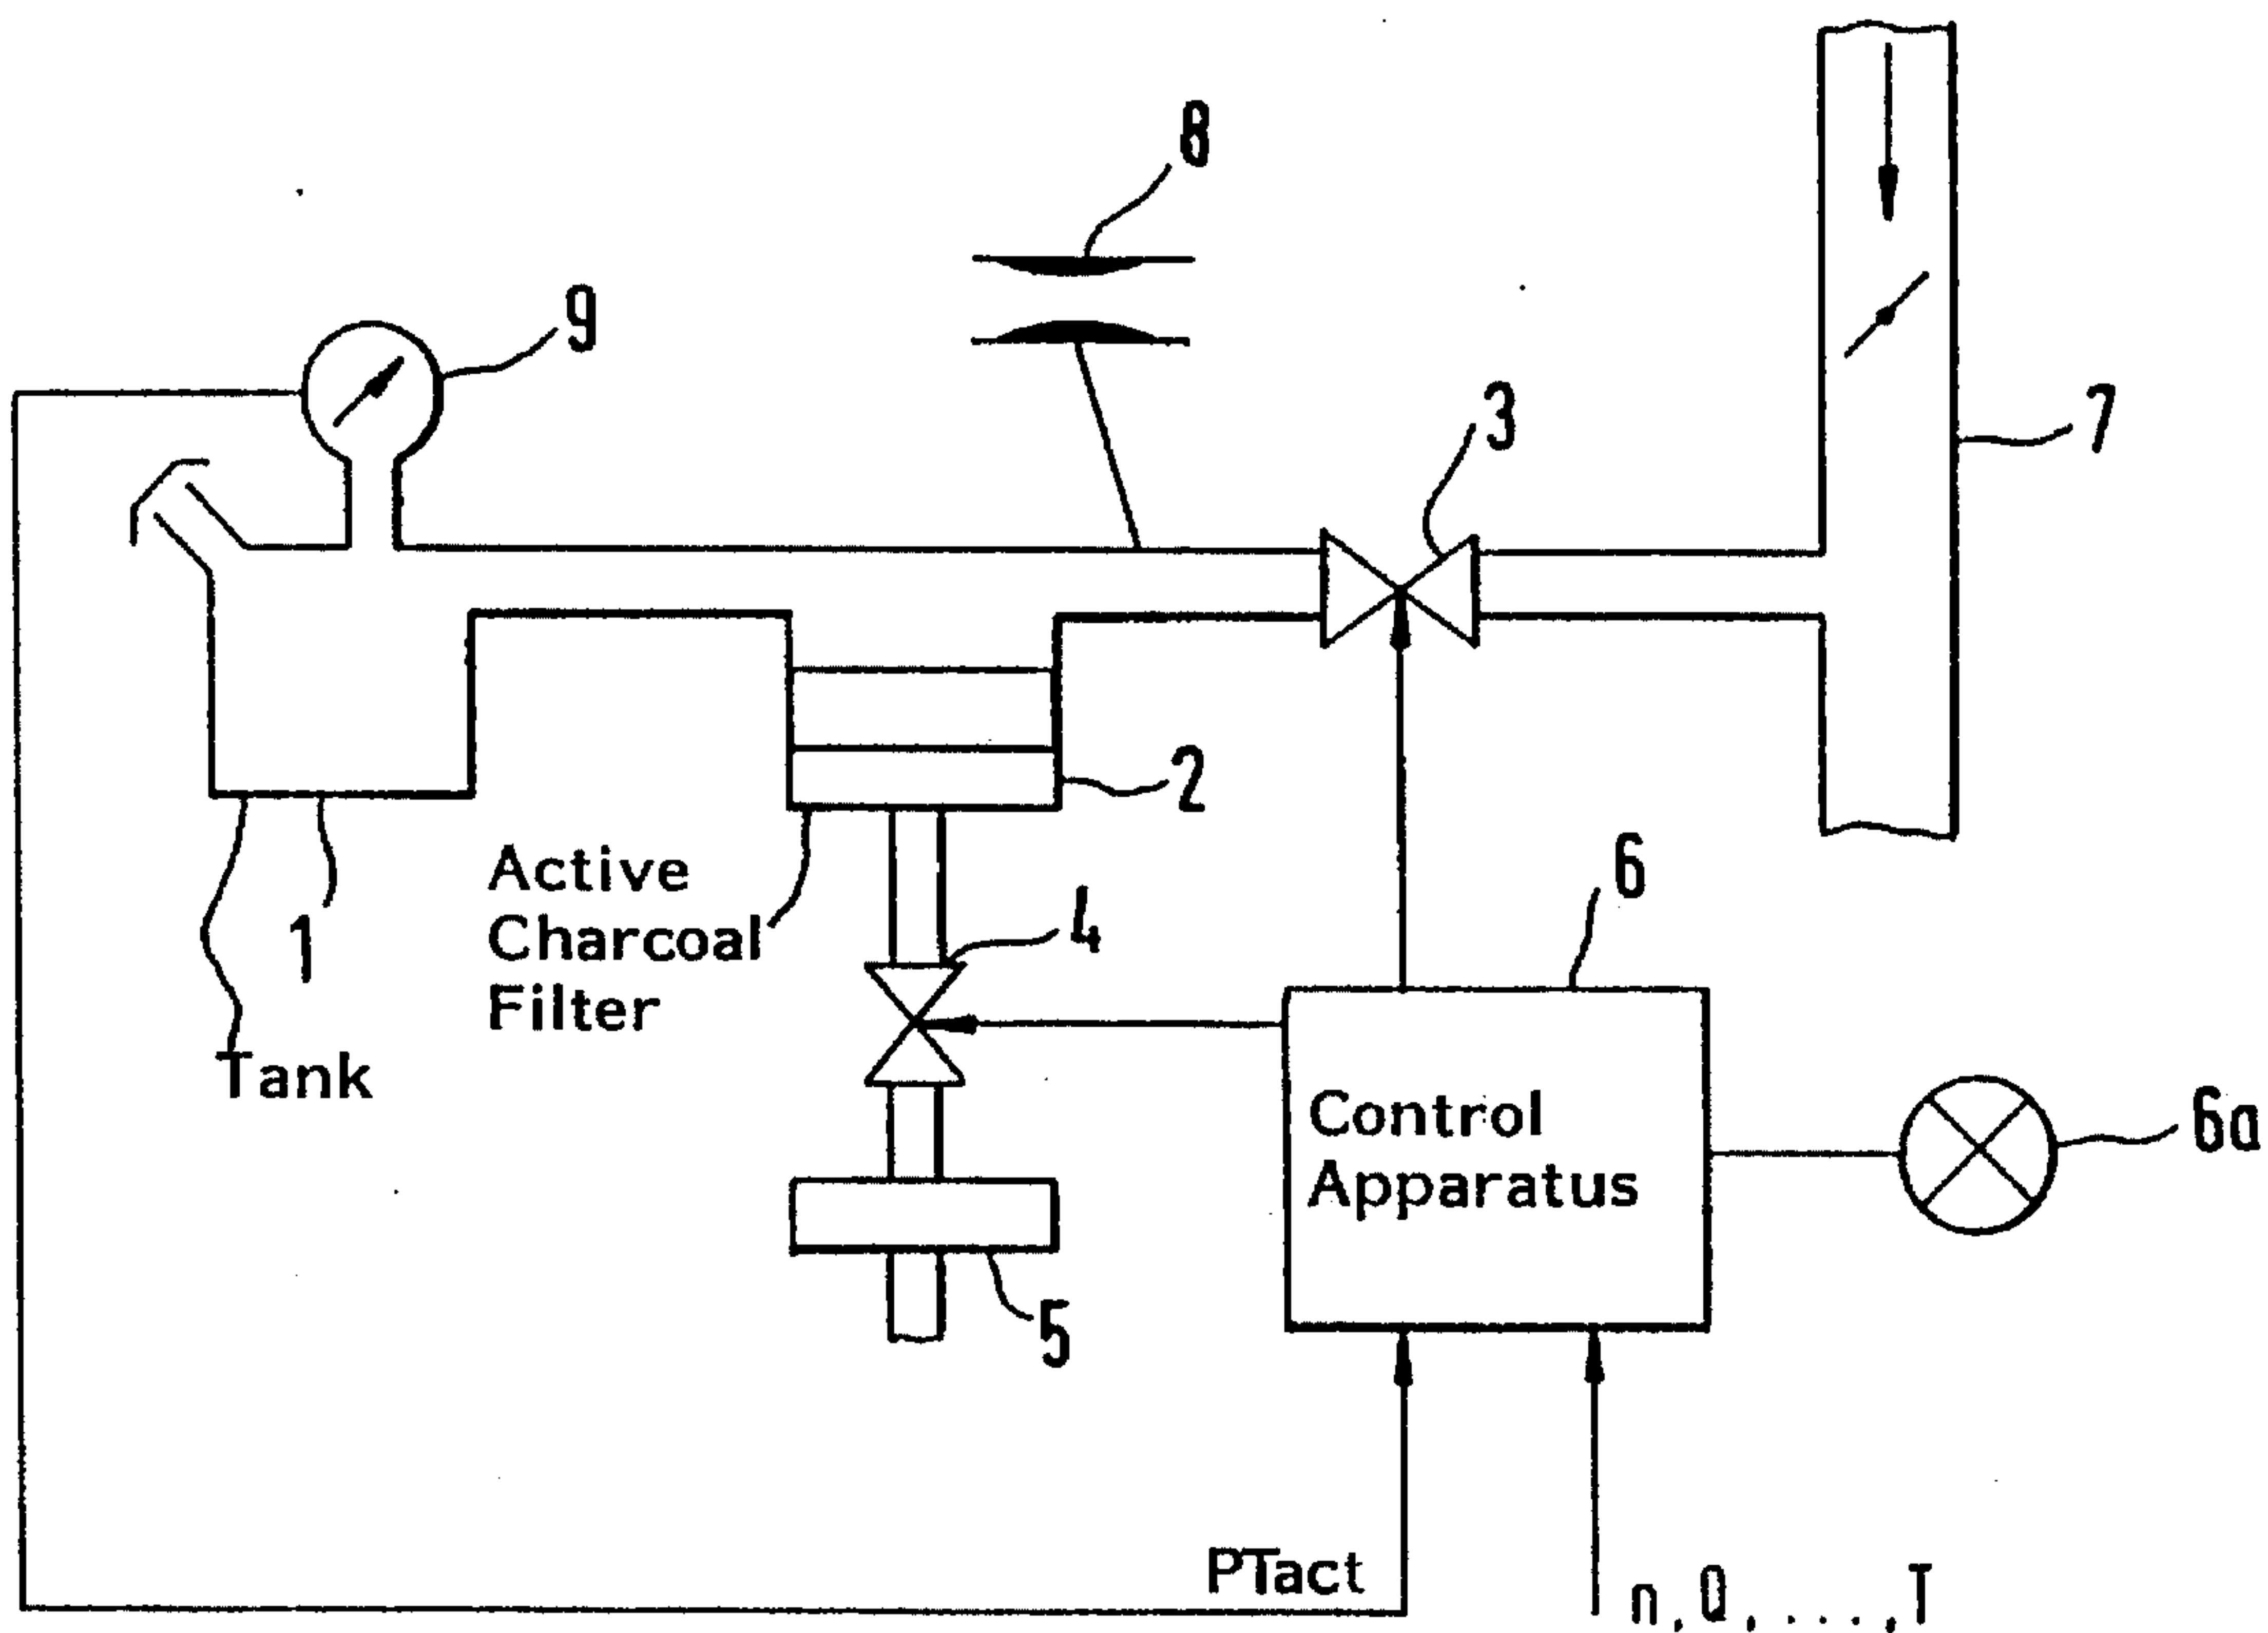 8
9
3
7
2
6
Active
Charcoal
Filter
1
4
Tank
Control
Apparatus
6a
5
PTact
n,Q,....,T